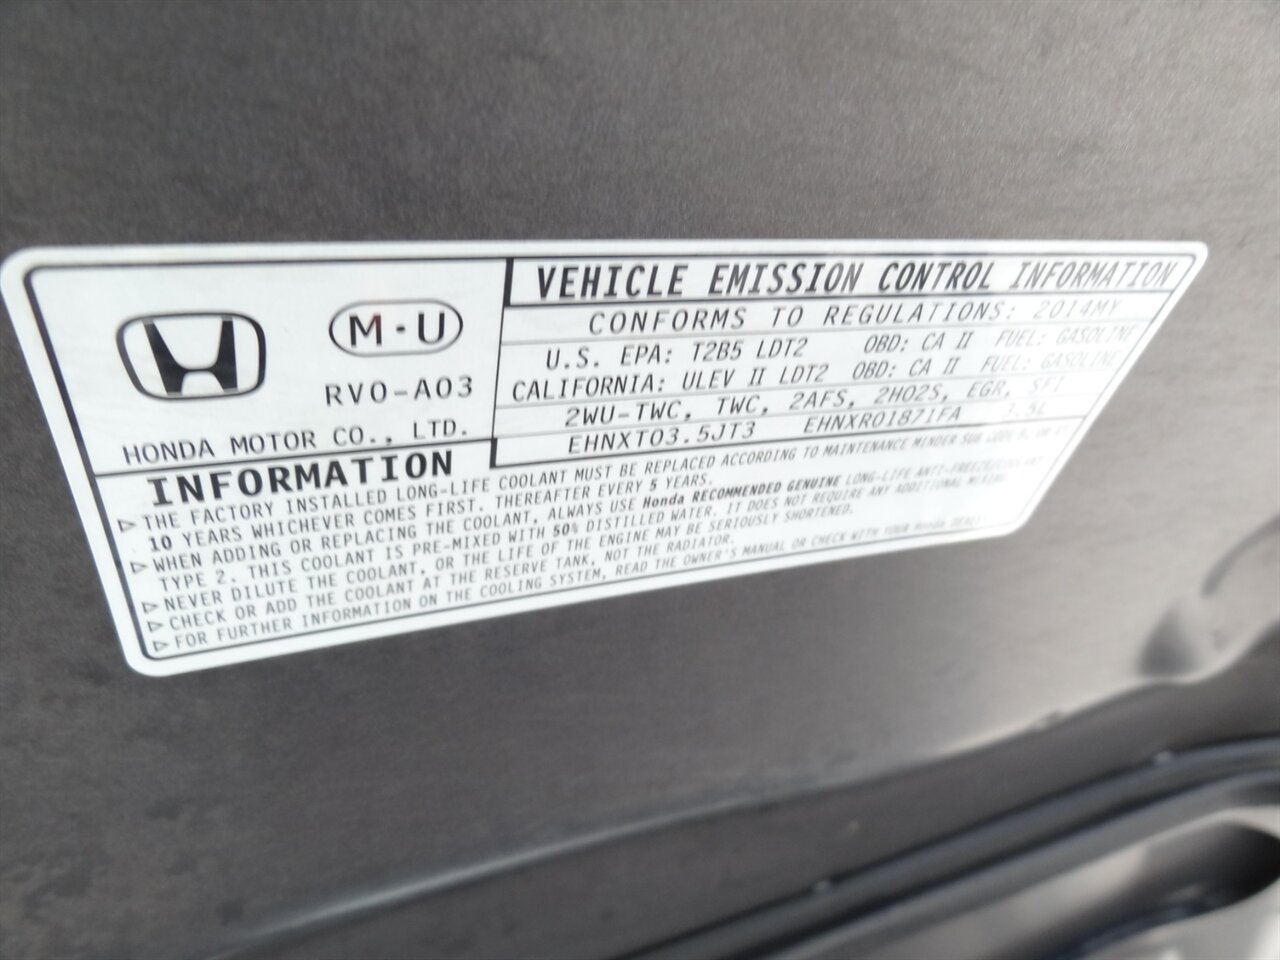 M·U
RV0-A03
HONDA MOTOR CO., LTD.
VEHICLE EMISSION CONTROL INFORMATION
CONFORMS TO REGULATIONS: 2014MY
U.S. EPA: T2B5 LDT2 OBD: CA II FUEL: GASOLINE
CALIFORNIA: ULEV II LDT2 OBD: CA II FUEL: GASOLINE
2WU-TWC, TWC, 2AFS, 2HO2S, EGR, SFI
EHNXT03.5JT3 EHNXR0187IFA 3.5L
INFORMATION
▷ THE FACTORY INSTALLED LONG-LIFE COOLANT MUST BE REPLACED ACCORDING TO MAINTENANCE MINDER SUB CODE 5, OR AT
10 YEARS WHICHEVER COMES FIRST. THEREAFTER EVERY 5 YEARS.
▷ WHEN ADDING OR REPLACING THE COOLANT, ALWAYS USE Honda RECOMMENDED GENUINE LONG-LIFE ANTI-FREEZE/COOLANT
TYPE 2. THIS COOLANT IS PRE-MIXED WITH 50% DISTILLED WATER. IT DOES NOT REQUIRE ANY ADDITIONAL MIXING.
▷ NEVER DILUTE THE COOLANT, OR THE LIFE OF THE ENGINE MAY BE SERIOUSLY SHORTENED.
▷ CHECK OR ADD THE COOLANT AT THE RESERVE TANK, NOT THE RADIATOR.
▷ FOR FURTHER INFORMATION ON THE COOLING SYSTEM, READ THE OWNER'S MANUAL OR CHECK WITH YOUR Honda DEALER.